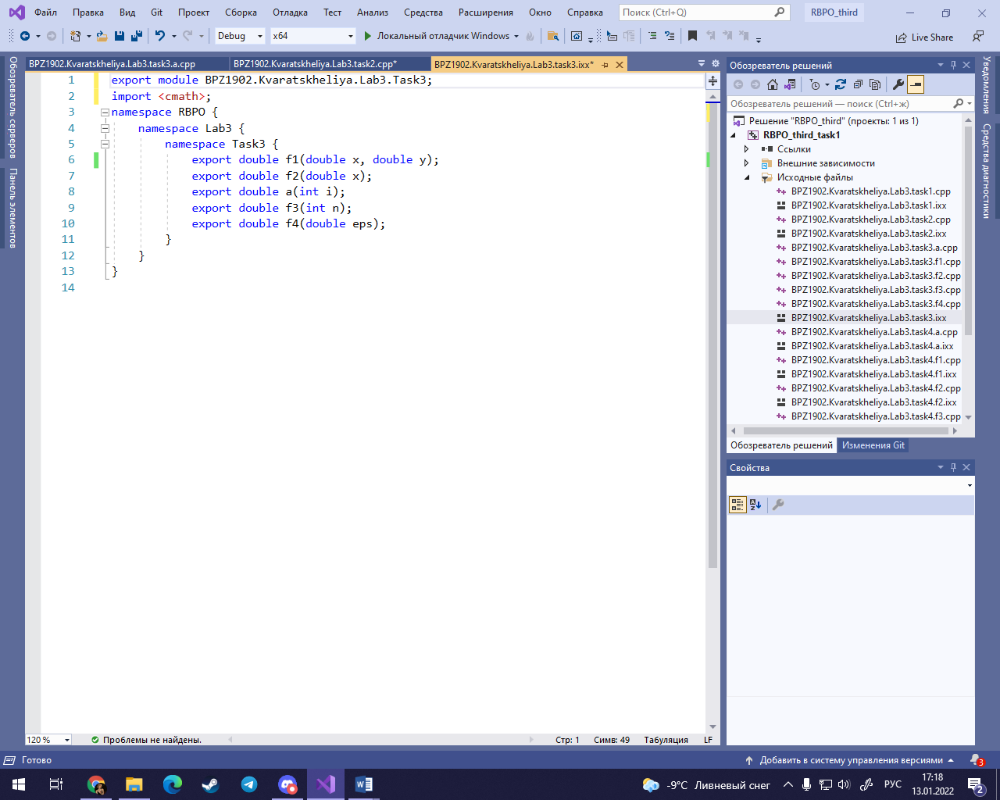 Файл Правка Вид Git Проект Сборка Отладка Тест Анализ Средства Расширения Окно Справка Поиск (Ctrl+Q) RBPO_third
Debug x64 Локальный отладчик Windows Live Share
Обозреватель серверов
Панель элементов
BPZ1902.Kvaratskheliya.Lab3.task3.a.cpp BPZ1902.Kvaratskheliya.Lab3.task2.cpp* BPZ1902.Kvaratskheliya.Lab3.task3.ixx*
1 export module BPZ1902.Kvaratskheliya.Lab3.Task3;
2 import <cmath>;
3 namespace RBPO {
4 namespace Lab3 {
5 namespace Task3 {
6 export double f1(double x, double y);
7 export double f2(double x);
8 export double a(int i);
9 export double f3(int n);
10 export double f4(double eps);
11 }
12 }
13 }
14
120 % Проблемы не найдены. Стр: 1 Симв: 49 Табуляция LF
Обозреватель решений
Обозреватель решений — поиск (Ctrl+ж)
Решение "RBPO_third" (проекты: 1 из 1)
RBPO_third_task1
Ссылки
Внешние зависимости
Исходные файлы
BPZ1902.Kvaratskheliya.Lab3.task1.cpp
BPZ1902.Kvaratskheliya.Lab3.task1.ixx
BPZ1902.Kvaratskheliya.Lab3.task2.cpp
BPZ1902.Kvaratskheliya.Lab3.task2.ixx
BPZ1902.Kvaratskheliya.Lab3.task3.a.cpp
BPZ1902.Kvaratskheliya.Lab3.task3.f1.cpp
BPZ1902.Kvaratskheliya.Lab3.task3.f2.cpp
BPZ1902.Kvaratskheliya.Lab3.task3.f3.cpp
BPZ1902.Kvaratskheliya.Lab3.task3.f4.cpp
BPZ1902.Kvaratskheliya.Lab3.task3.ixx
BPZ1902.Kvaratskheliya.Lab3.task4.a.cpp
BPZ1902.Kvaratskheliya.Lab3.task4.a.ixx
BPZ1902.Kvaratskheliya.Lab3.task4.f1.cpp
BPZ1902.Kvaratskheliya.Lab3.task4.f1.ixx
BPZ1902.Kvaratskheliya.Lab3.task4.f2.cpp
BPZ1902.Kvaratskheliya.Lab3.task4.f2.ixx
BPZ1902.Kvaratskheliya.Lab3.task4.f3.cpp
Обозреватель решений Изменения Git
Свойства
Уведомления
Средства диагностики
Готово Добавить в систему управления версиями 3
-9°C Ливневый снег РУС 17:18
13.01.2022 2